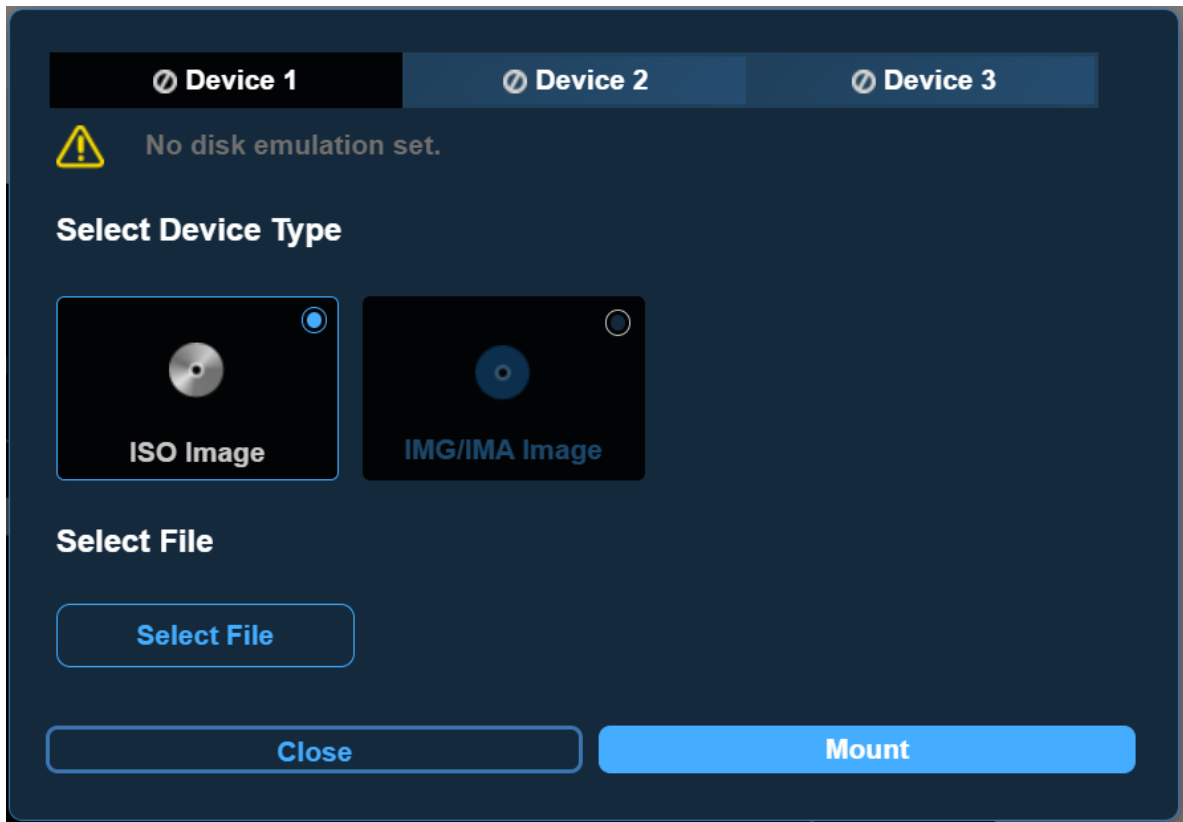 Device 1
Device 2
Device 3
No disk emulation set.
Select Device Type
ISO Image
IMG/IMA Image
Select File
Select File
Close
Mount